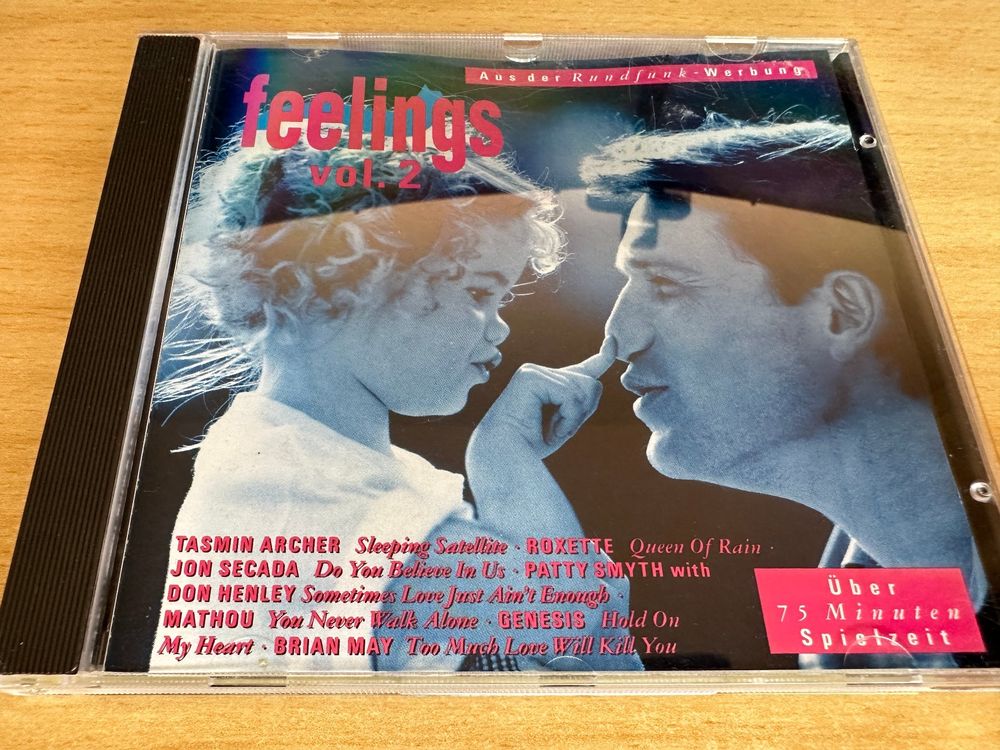 Aus der Rundfunk-Werbung
feelings
vol. 2
TASMIN ARCHER Sleeping Satellite · ROXETTE Queen Of Rain ·
JON SECADA Do You Believe In Us · PATTY SMYTH with
DON HENLEY Sometimes Love Just Ain't Enough ·
MATHOU You Never Walk Alone · GENESIS Hold On
My Heart · BRIAN MAY Too Much Love Will Kill You
Über
75 Minuten
Spielzeit